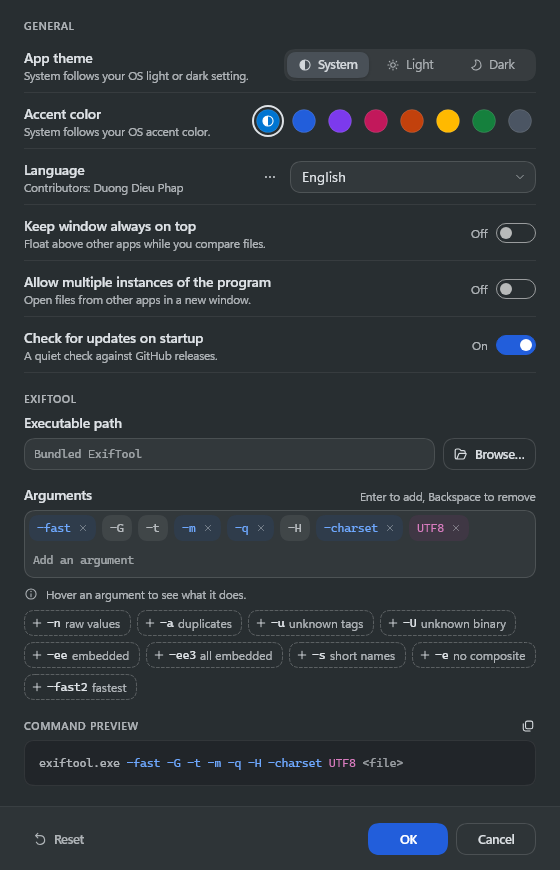 GENERAL
App theme
System follows your OS light or dark setting.
System Light Dark
Accent color
System follows your OS accent color.
Language
Contributors: Duong Dieu Phap
... English
Keep window always on top
Float above other apps while you compare files.
Off
Allow multiple instances of the program
Open files from other apps in a new window.
Off
Check for updates on startup
A quiet check against GitHub releases.
On
EXIFTOOL
Executable path
Bundled ExifTool Browse...
Arguments Enter to add, Backspace to remove
-fast × -G -t -m × -q × -H -charset × UTF8 ×
Add an argument
Hover an argument to see what it does.
+ -n raw values + -a duplicates + -u unknown tags + -U unknown binary
+ -ee embedded + -ee3 all embedded + -s short names + -e no composite
+ -fast2 fastest
COMMAND PREVIEW
exiftool.exe -fast -G -t -m -q -H -charset UTF8 <file>
Reset OK Cancel